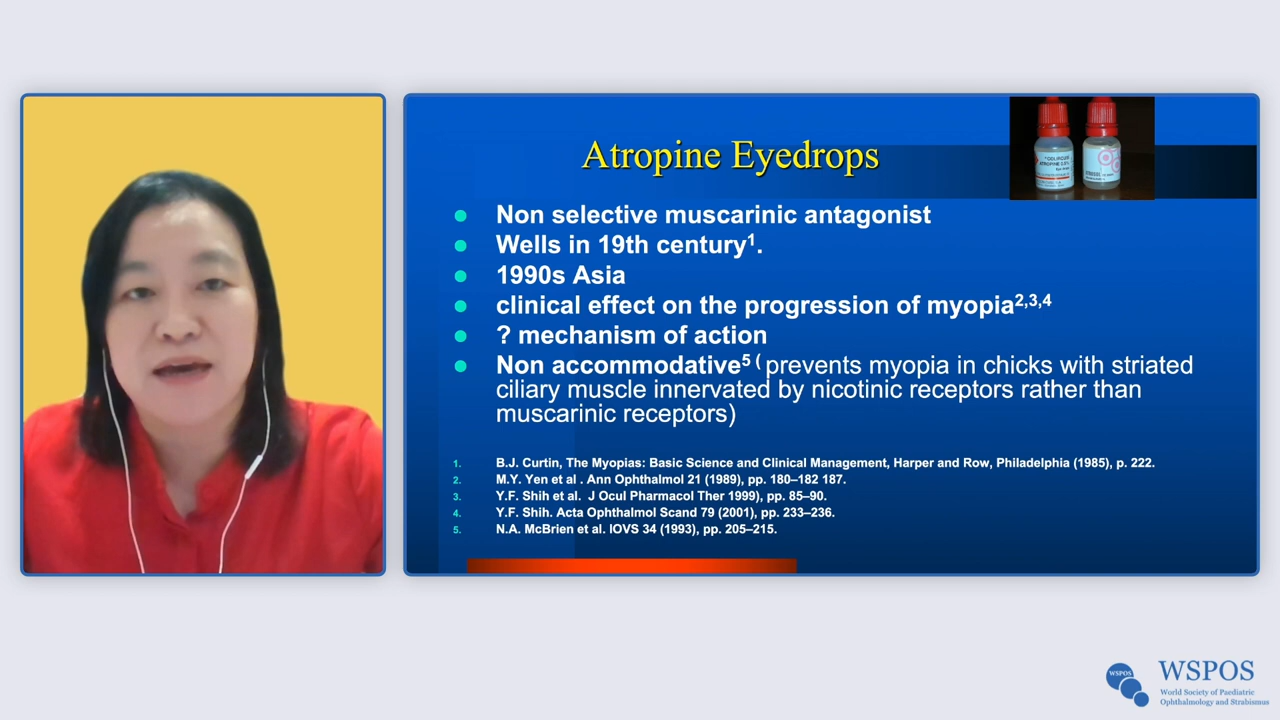 Atropine Eyedrops
Non selective muscarinic antagonist
Wells in 19th century1.
1990s Asia
clinical effect on the progression of myopia2,3,4
? mechanism of action
Non accommodative5 ( prevents myopia in chicks with striated
ciliary muscle innervated by nicotinic receptors rather than
muscarinic receptors)
1. B.J. Curtin, The Myopias: Basic Science and Clinical Management, Harper and Row, Philadelphia (1985), p. 222.
2. M.Y. Yen et al . Ann Ophthalmol 21 (1989), pp. 180–182 187.
3. Y.F. Shih et al. J Ocul Pharmacol Ther 1999), pp. 85–90.
4. Y.F. Shih. Acta Ophthalmol Scand 79 (2001), pp. 233–236.
5. N.A. McBrien et al. IOVS 34 (1993), pp. 205–215.
WSPOS
WSPOS
World Society of Paediatric
Ophthalmology and Strabismus